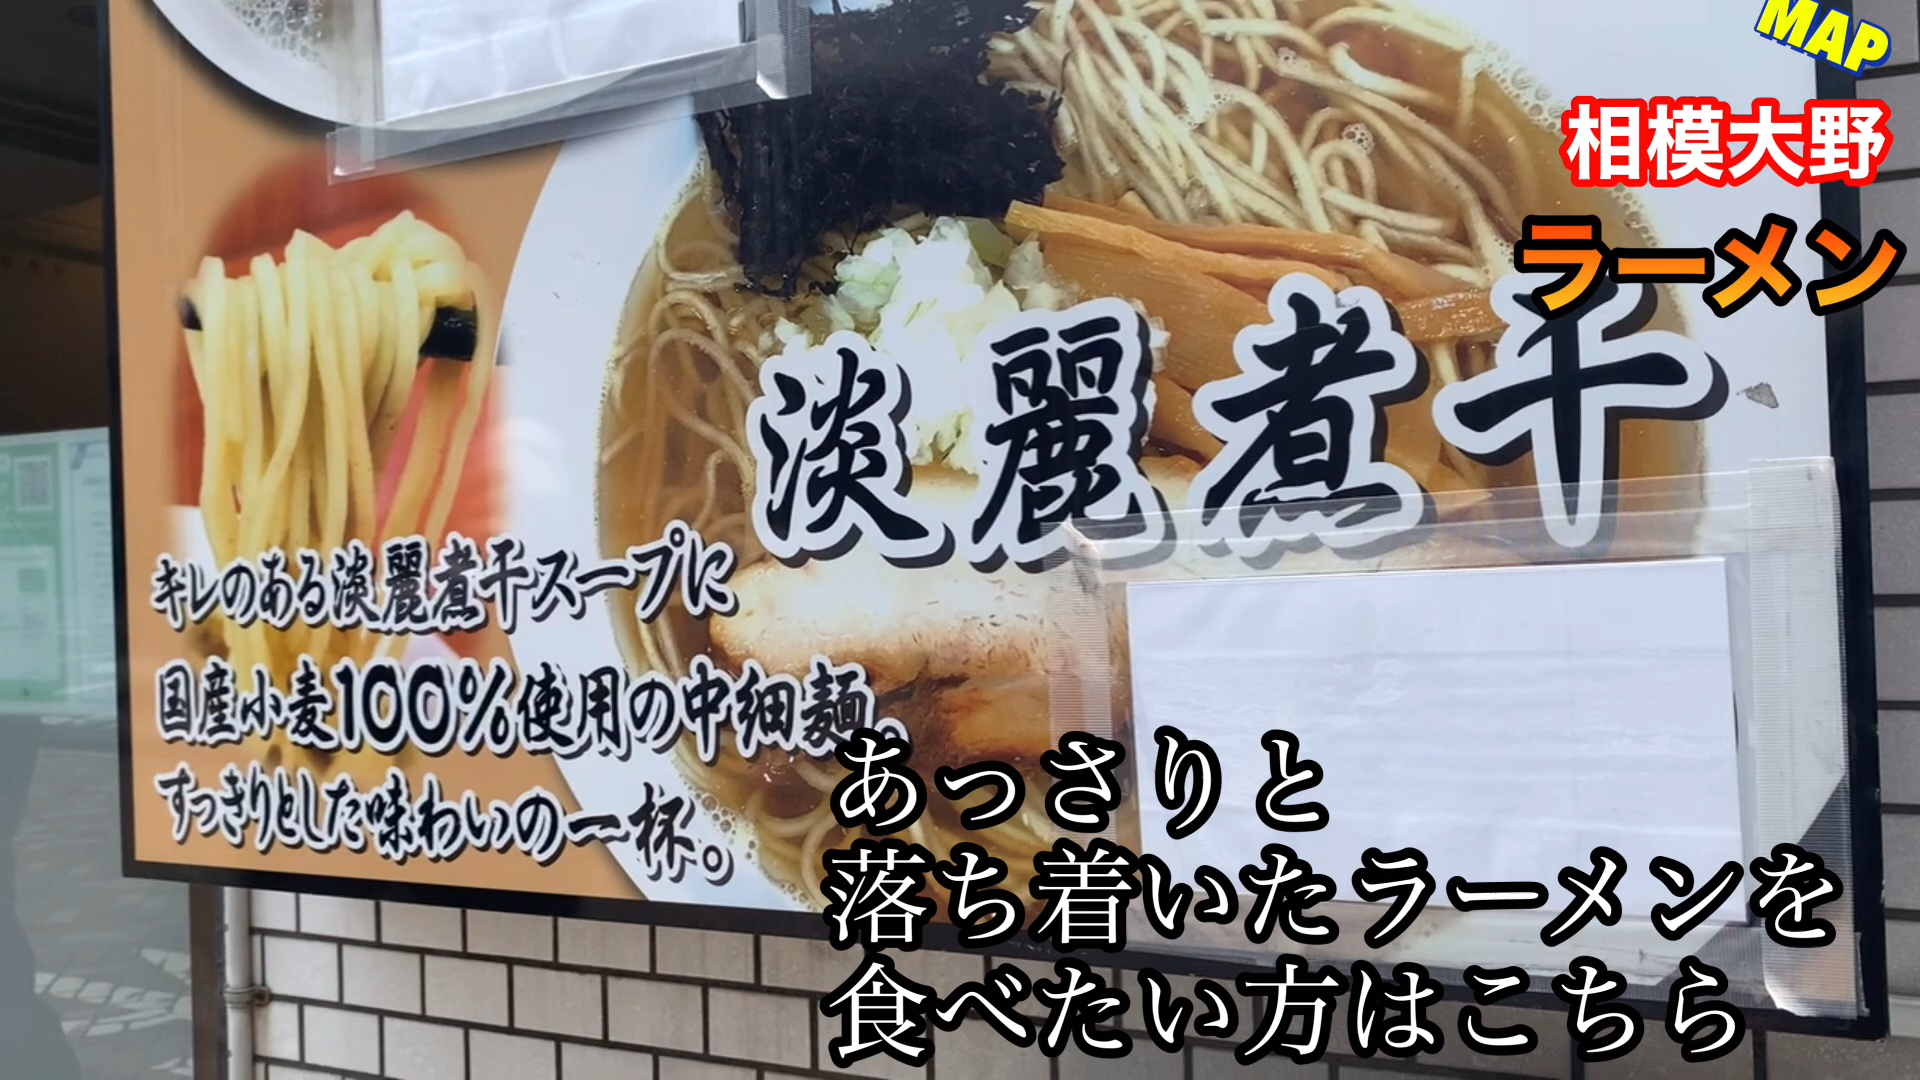 MAP
相模大野
ラーメン
淡麗煮干
キレのある淡麗煮干スープに
国産小麦100%使用の中細麺。
すっきりとした味わいの一杯。
あっさりと
落ち着いたラーメンを
食べたい方はこちら